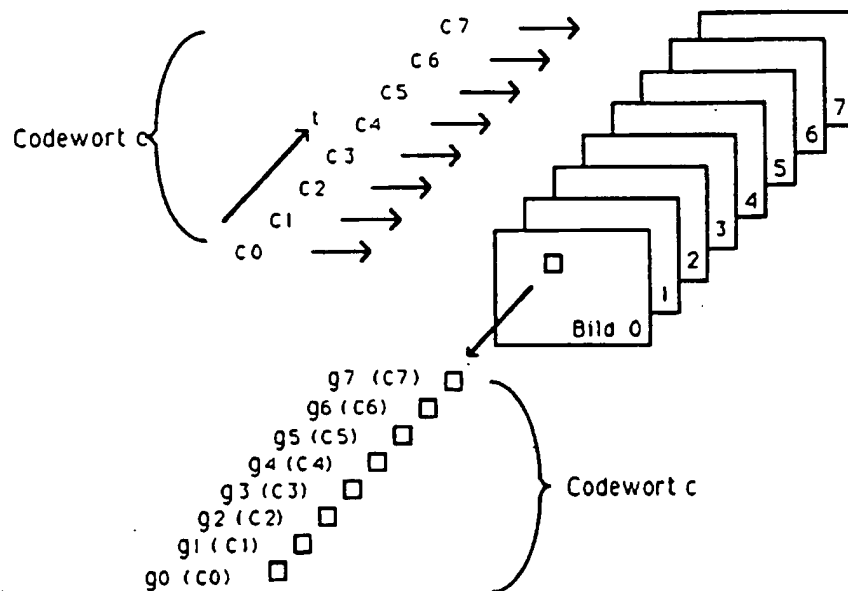 C7
C6
C5
C4
C3
C2
C1
C0
t
Codewort c
7
6
5
4
3
2
1
Bild 0
g7 (C7)
g6 (C6)
g5 (C5)
g4 (C4)
g3 (C3)
g2 (C2)
g1 (C1)
g0 (C0)
Codewort c